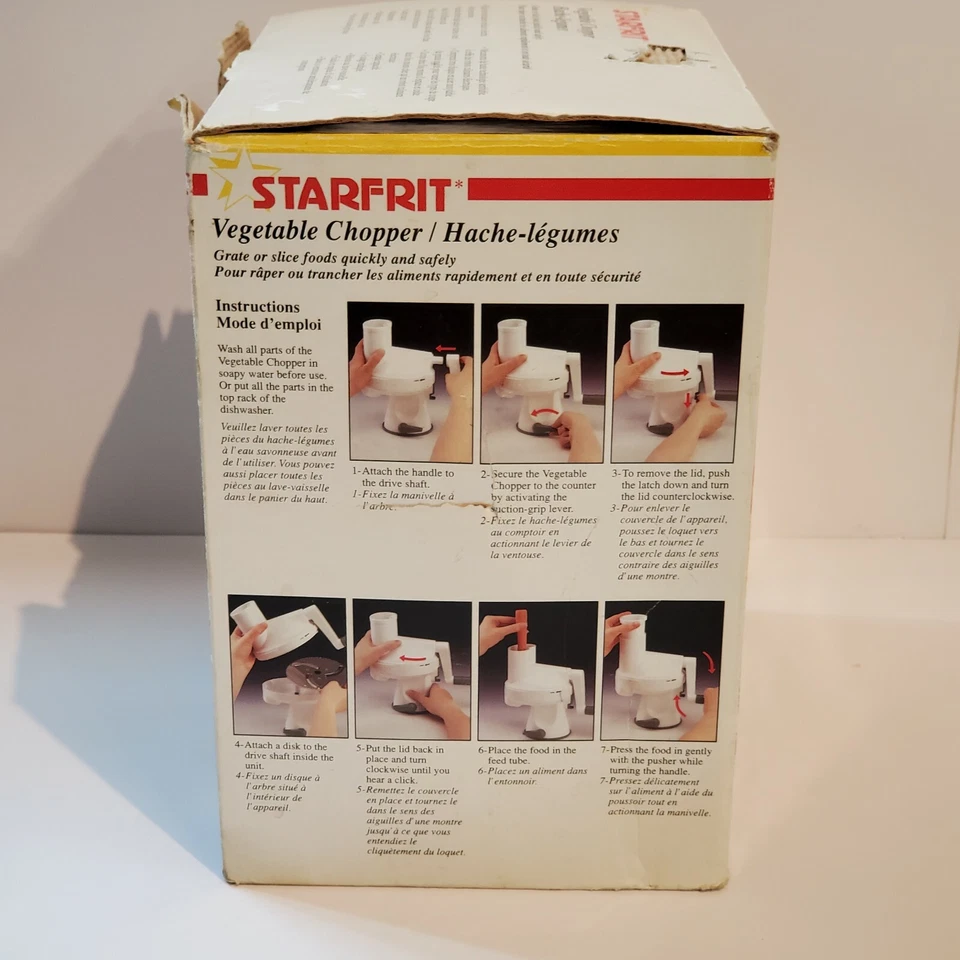 STARFRIT
Vegetable Chopper
Hache-légumes
STARFRIT*
Vegetable Chopper / Hache-légumes
Grate or slice foods quickly and safely
Pour râper ou trancher les aliments rapidement et en toute sécurité
Instructions
Mode d'emploi
Wash all parts of the
Vegetable Chopper in
soapy water before use.
Or put all the parts in the
top rack of the
dishwasher.
Veuillez laver toutes les
pièces du hache-légumes
à l'eau savonneuse avant
de l'utiliser. Vous pouvez
aussi placer toutes les
pièces au lave-vaisselle
dans le panier du haut.
1-Attach the handle to
the drive shaft.
1-Fixez la manivelle à
l'arbre.
2-Secure the Vegetable
Chopper to the counter
by activating the
suction-grip lever.
2-Fixez le hache-légumes
au comptoir en
actionnant le levier de
la ventouse.
3-To remove the lid, push
the latch down and turn
the lid counterclockwise.
3-Pour enlever le
couvercle de l'appareil,
poussez le loquet vers
le bas et tournez le
couvercle dans le sens
contraire des aiguilles
d'une montre.
4-Attach a disk to the
drive shaft inside the
unit.
4-Fixez un disque à
l'arbre situé à
l'intérieur de
l'appareil.
5-Put the lid back in
place and turn
clockwise until you
hear a click.
5-Remettez le couvercle
en place et tournez le
dans le sens des
aiguilles d'une montre
jusqu'à ce que vous
entendiez le
cliquètement du loquet.
6-Place the food in the
feed tube.
6-Placez un aliment dans
l'entonnoir.
7-Press the food in gently
with the pusher while
turning the handle.
7-Pressez délicatement
sur l'aliment à l'aide du
poussoir tout en
actionnant la manivelle.